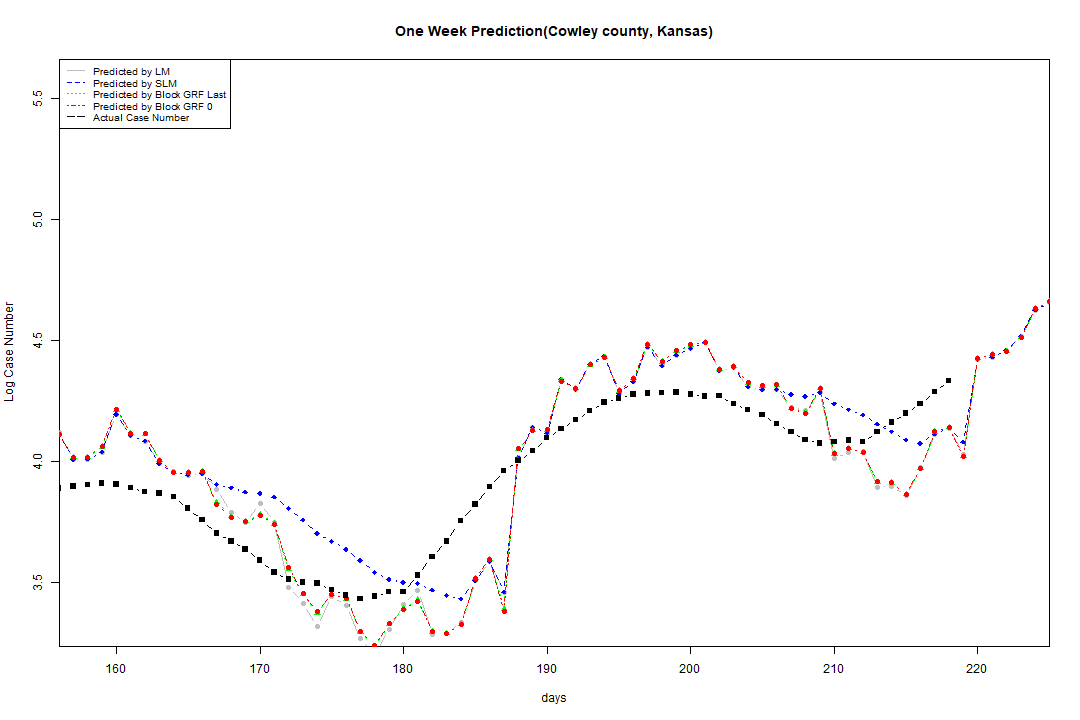 One Week Prediction(Cowley county, Kansas)
Predicted by LM
Predicted by SLM
Predicted by Block GRF Last
Predicted by Block GRF 0
Actual Case Number
5.5
5.0
4.5
4.0
3.5
Log Case Number
160 170 180 190 200 210 220
days